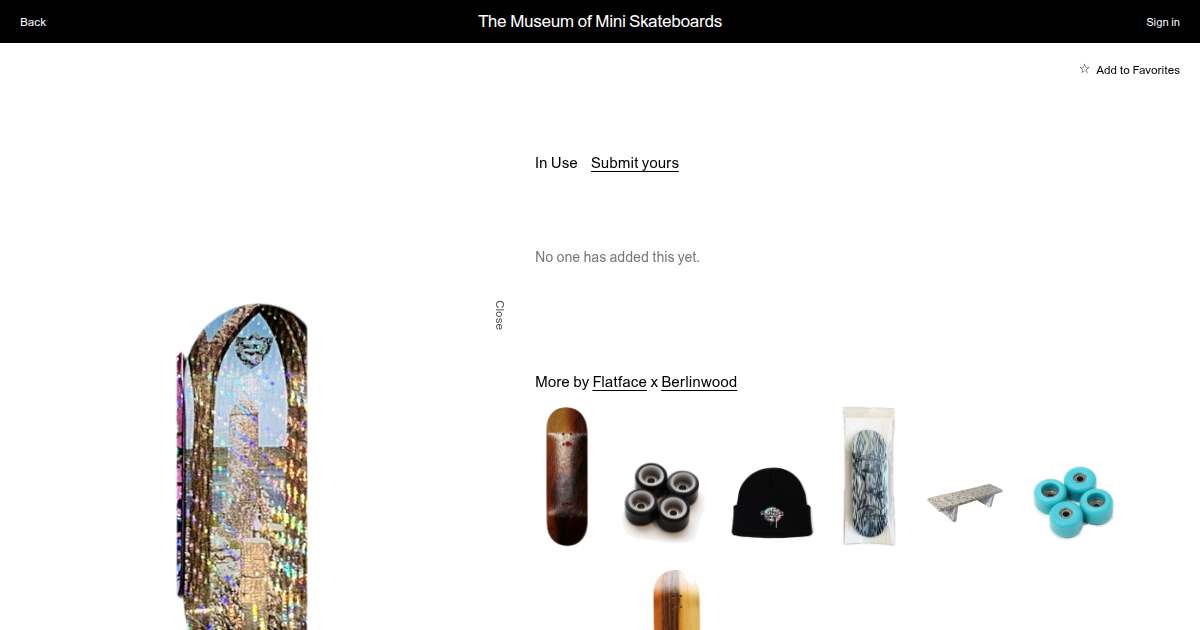 Back
The Museum of Mini Skateboards
Sign in
☆ Add to Favorites
In Use Submit yours
No one has added this yet.
Close
More by Flatface x Berlinwood